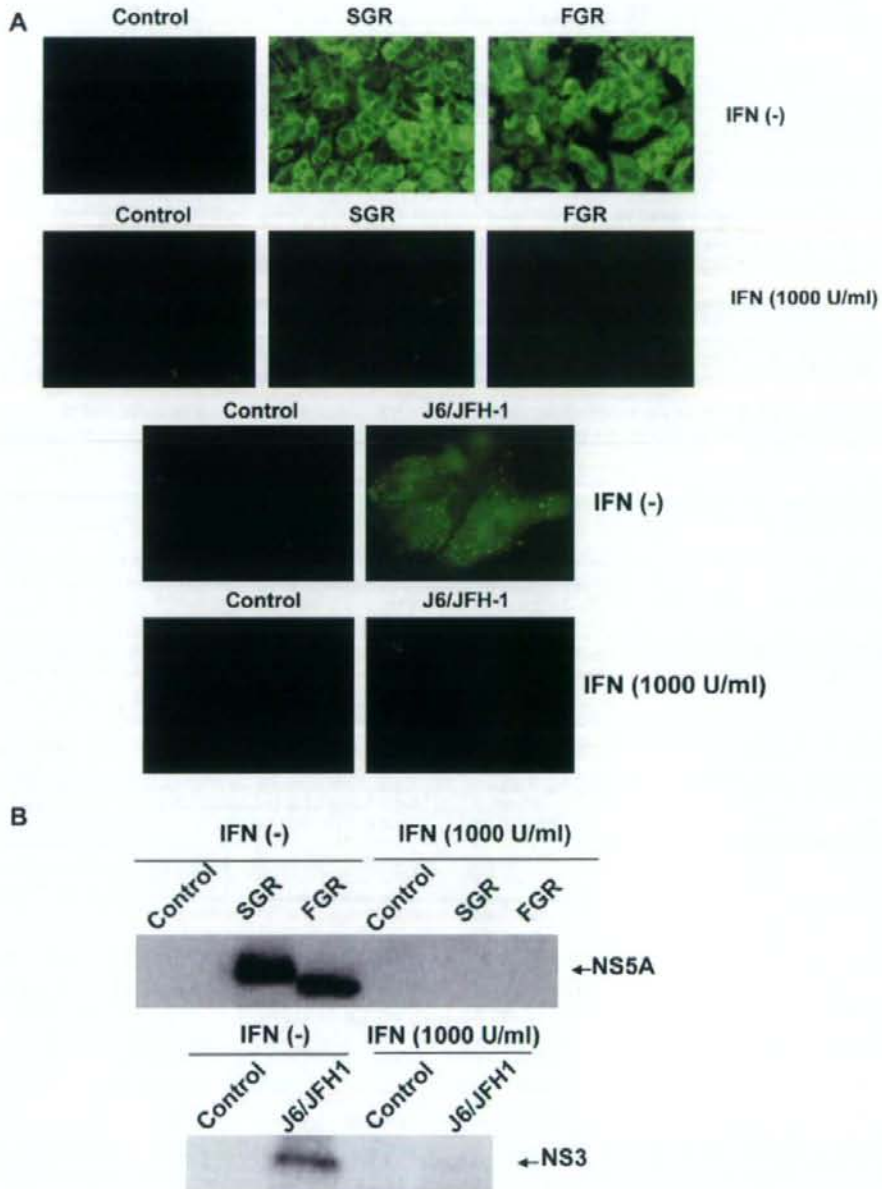 A
Control SGR FGR
IFN (-)
Control SGR FGR
IFN (1000 U/ml)
Control J6/JFH-1
IFN (-)
Control J6/JFH-1
IFN (1000 U/ml)
B
IFN (-) IFN (1000 U/ml)
Control SGR FGR Control SGR FGR
←NS5A
IFN (-) IFN (1000 U/ml)
Control J6/JFH1 Control J6/JFH1
←NS3